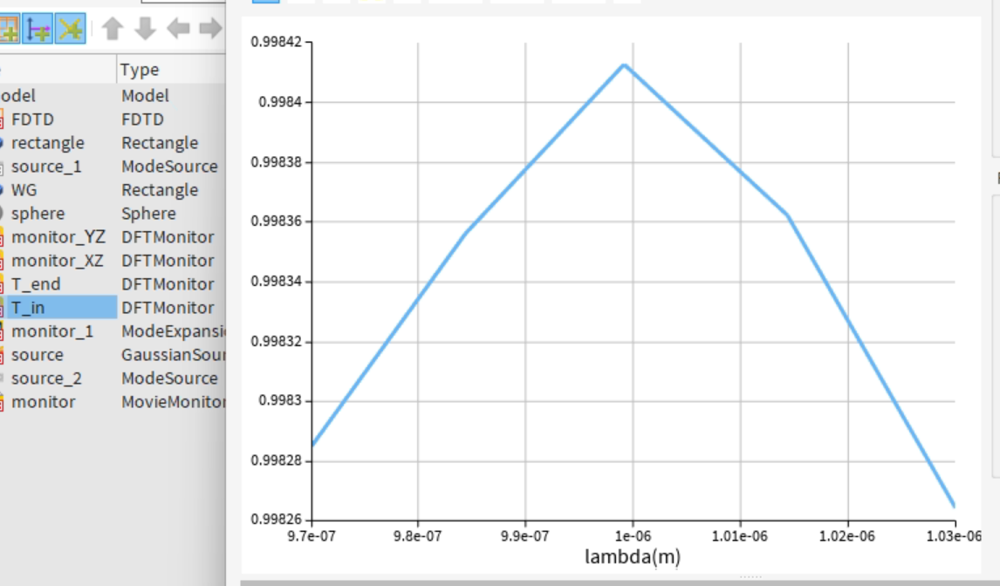 Type
odel Model
FDTD FDTD
rectangle Rectangle
source_1 ModeSource
WG Rectangle
sphere Sphere
monitor_YZ DFTMonitor
monitor_XZ DFTMonitor
T_end DFTMonitor
T_in DFTMonitor
monitor_1 ModeExpansi
source GaussianSour
source_2 ModeSource
monitor MovieMonitor
0.99842
0.9984
0.99838
0.99836
0.99834
0.99832
0.9983
0.99828
0.99826
9.7e-07 9.8e-07 9.9e-07 1e-06 1.01e-06 1.02e-06 1.03e-06
lambda(m)